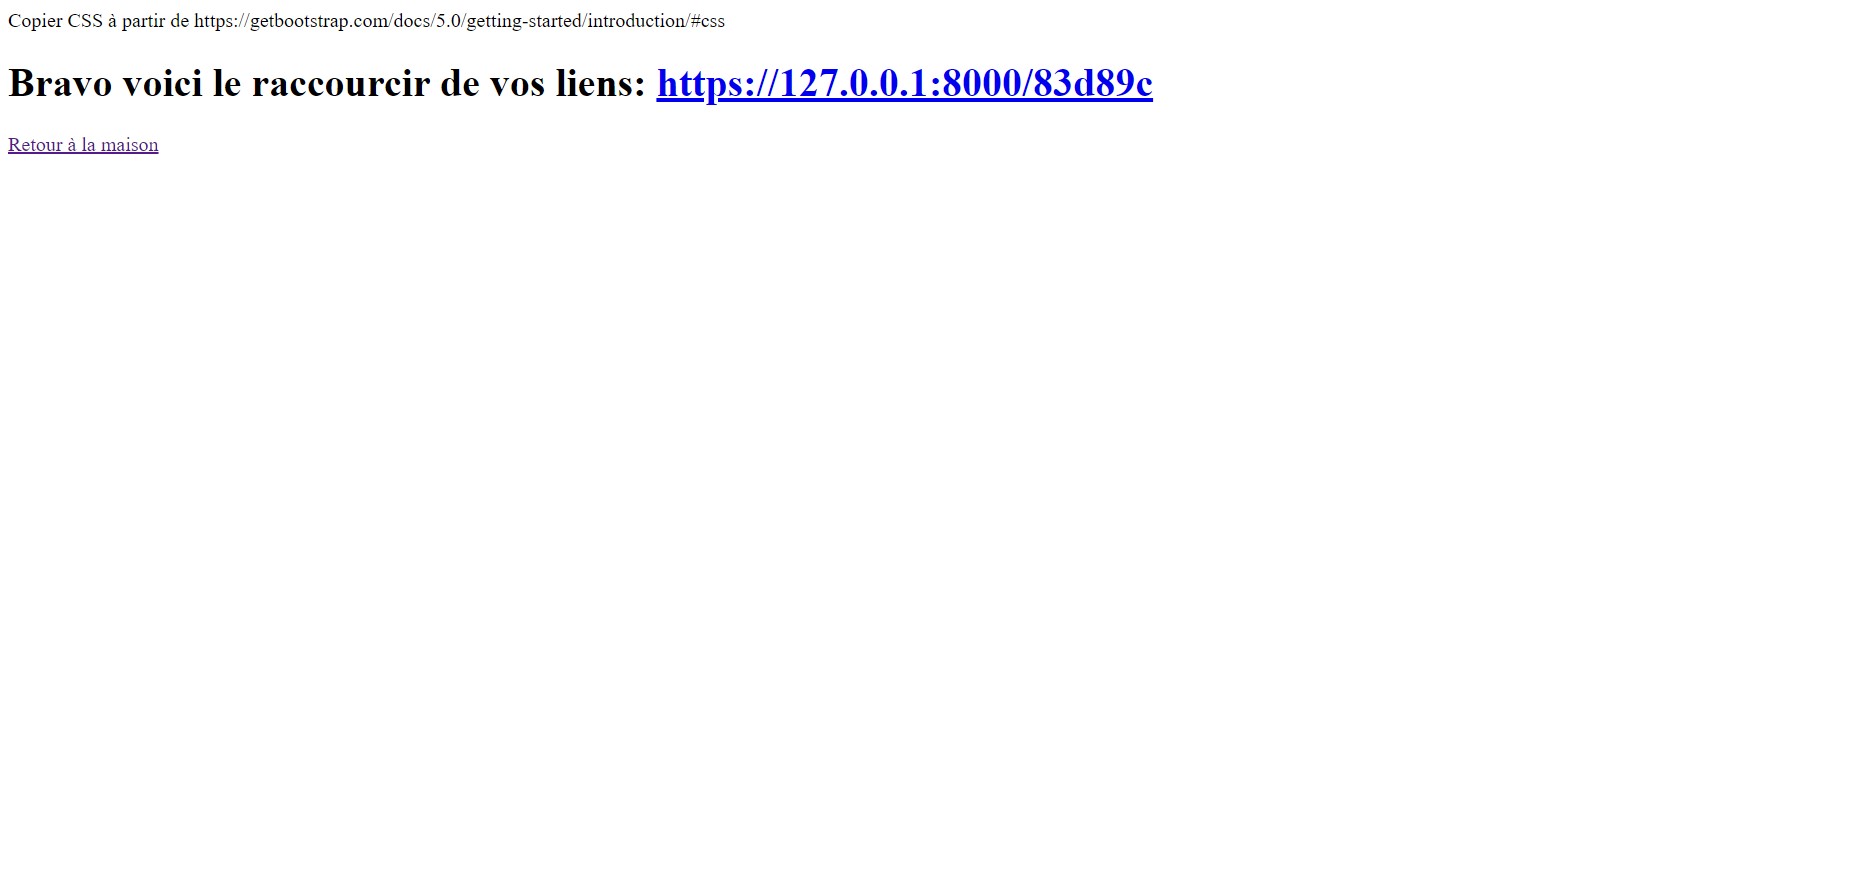 Copier CSS à partir de https://getbootstrap.com/docs/5.0/getting-started/introduction/#css
Bravo voici le raccourcir de vos liens: https://127.0.0.1:8000/83d89c
Retour à la maison